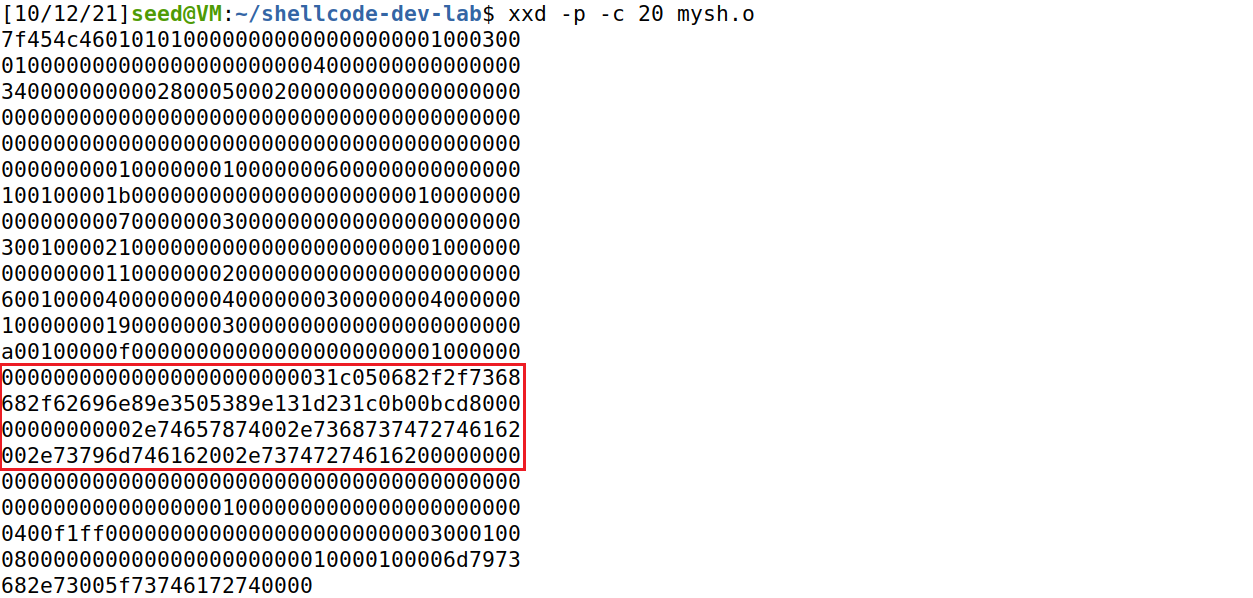 [10/12/21]seed@VM:~/shellcode-dev-lab$ xxd -p -c 20 mysh.o
7f454c4601010100000000000000000001000300
0100000000000000000000004000000000000000
3400000000002800050002000000000000000000
0000000000000000000000000000000000000000
0000000000000000000000000000000000000000
0000000001000000010000000600000000000000
100100001b000000000000000000000010000000
0000000007000000030000000000000000000000
3001000021000000000000000000000001000000
0000000011000000020000000000000000000000
6001000040000000040000000300000004000000
1000000019000000030000000000000000000000
a00100000f000000000000000000000001000000
00000000000000000000000031c050682f2f7368
682f62696e89e3505389e131d231c0b00bcd8000
00000000002e74657874002e7368737472746162
002e73796d746162002e73747274616200000000
0000000000000000000000000000000000000000
0000000000000000010000000000000000000000
0400f1ff00000000000000000000000003000100
08000000000000000000000010000100006d7973
682e73005f73746172740000